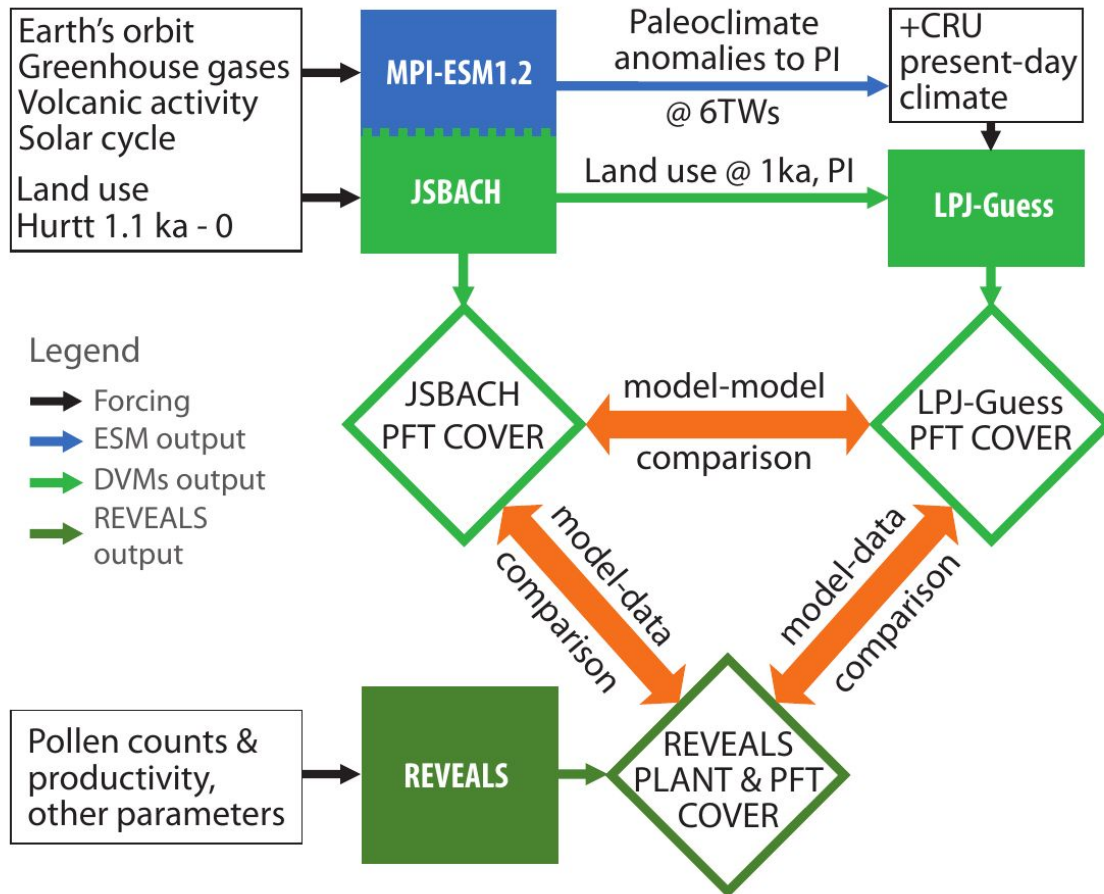 Earth's orbit
Greenhouse gases
Volcanic activity
Solar cycle
Land use
Hurtt 1.1 ka - 0
MPI-ESM1.2
JSBACH
Paleoclimate
anomalies to PI
@ 6TWs
Land use @ 1ka, PI
+CRU
present-day
climate
LPJ-Guess
Legend
Forcing
ESM output
DVMs output
REVEALS
output
JSBACH
PFT COVER
model-model
comparison
LPJ-Guess
PFT COVER
model-data
comparison
model-data
comparison
Pollen counts &
productivity,
other parameters
REVEALS
REVEALS
PLANT & PFT
COVER